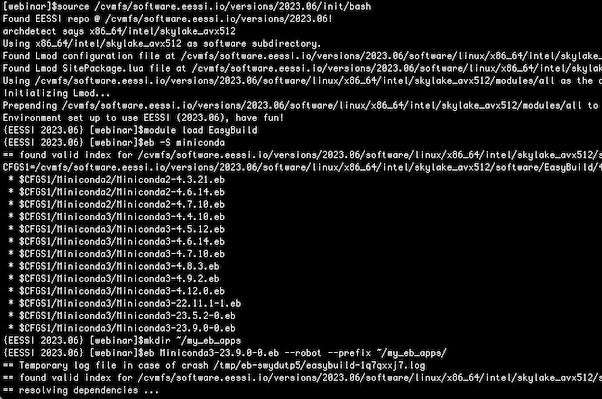 [webinar]$source /cvmfs/software.eessi.io/versions/2023.06/init/bash
Found EESSI repo @ /cvmfs/software.eessi.io/versions/2023.06!
archdetect says x86_64/intel/skylake_avx512
Using x86_64/intel/skylake_avx512 as software subdirectory.
Found Lmod configuration file at /cvmfs/software.eessi.io/versions/2023.06/software/linux/x86_64/intel/skylake_
Found Lmod SitePackage.lua file at /cvmfs/software.eessi.io/versions/2023.06/software/linux/x86_64/intel/skylak
Using /cvmfs/software.eessi.io/versions/2023.06/software/linux/x86_64/intel/skylake_avx512/modules/all as the d
Initializing Lmod...
Prepending /cvmfs/software.eessi.io/versions/2023.06/software/linux/x86_64/intel/skylake_avx512/modules/all to
Environment set up to use EESSI (2023.06), have fun!
{EESSI 2023.06} [webinar]$module load EasyBuild
{EESSI 2023.06} [webinar]$eb -S miniconda
== found valid index for /cvmfs/software.eessi.io/versions/2023.06/software/linux/x86_64/intel/skylake_avx512/s
CFGS1=/cvmfs/software.eessi.io/versions/2023.06/software/linux/x86_64/intel/skylake_avx512/software/EasyBuild/4
* $CFGS1/Miniconda2/Miniconda2-4.3.21.eb
* $CFGS1/Miniconda2/Miniconda2-4.6.14.eb
* $CFGS1/Miniconda2/Miniconda2-4.7.10.eb
* $CFGS1/Miniconda3/Miniconda3-4.4.10.eb
* $CFGS1/Miniconda3/Miniconda3-4.5.12.eb
* $CFGS1/Miniconda3/Miniconda3-4.6.14.eb
* $CFGS1/Miniconda3/Miniconda3-4.7.10.eb
* $CFGS1/Miniconda3/Miniconda3-4.8.3.eb
* $CFGS1/Miniconda3/Miniconda3-4.9.2.eb
* $CFGS1/Miniconda3/Miniconda3-4.12.0.eb
* $CFGS1/Miniconda3/Miniconda3-22.11.1-1.eb
* $CFGS1/Miniconda3/Miniconda3-23.5.2-0.eb
* $CFGS1/Miniconda3/Miniconda3-23.9.0-0.eb
{EESSI 2023.06} [webinar]$mkdir ~/my_eb_apps
{EESSI 2023.06} [webinar]$eb Miniconda3-23.9.0-0.eb --robot --prefix ~/my_eb_apps/
== Temporary log file in case of crash /tmp/eb-swydutp5/easybuild-1q7qxxj7.log
== found valid index for /cvmfs/software.eessi.io/versions/2023.06/software/linux/x86_64/intel/skylake_avx512/s
== resolving dependencies ...